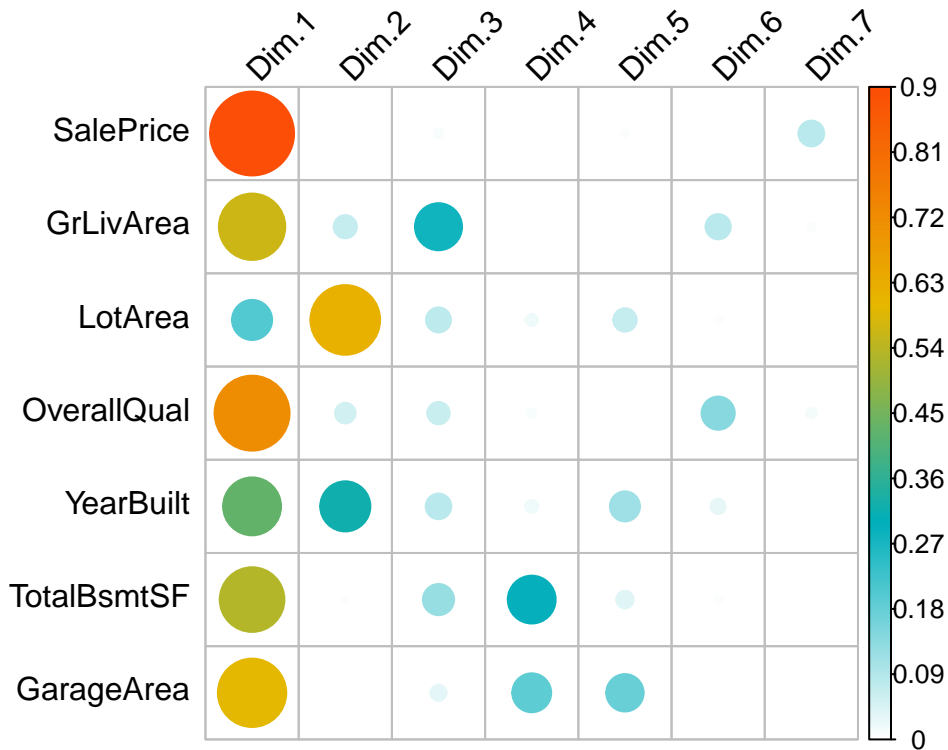 Dim.1 Dim.2 Dim.3 Dim.4 Dim.5 Dim.6 Dim.7
SalePrice
GrLivArea
LotArea
OverallQual
YearBuilt
TotalBsmtSF
GarageArea
0.9
0.81
0.72
0.63
0.54
0.45
0.36
0.27
0.18
0.09
0